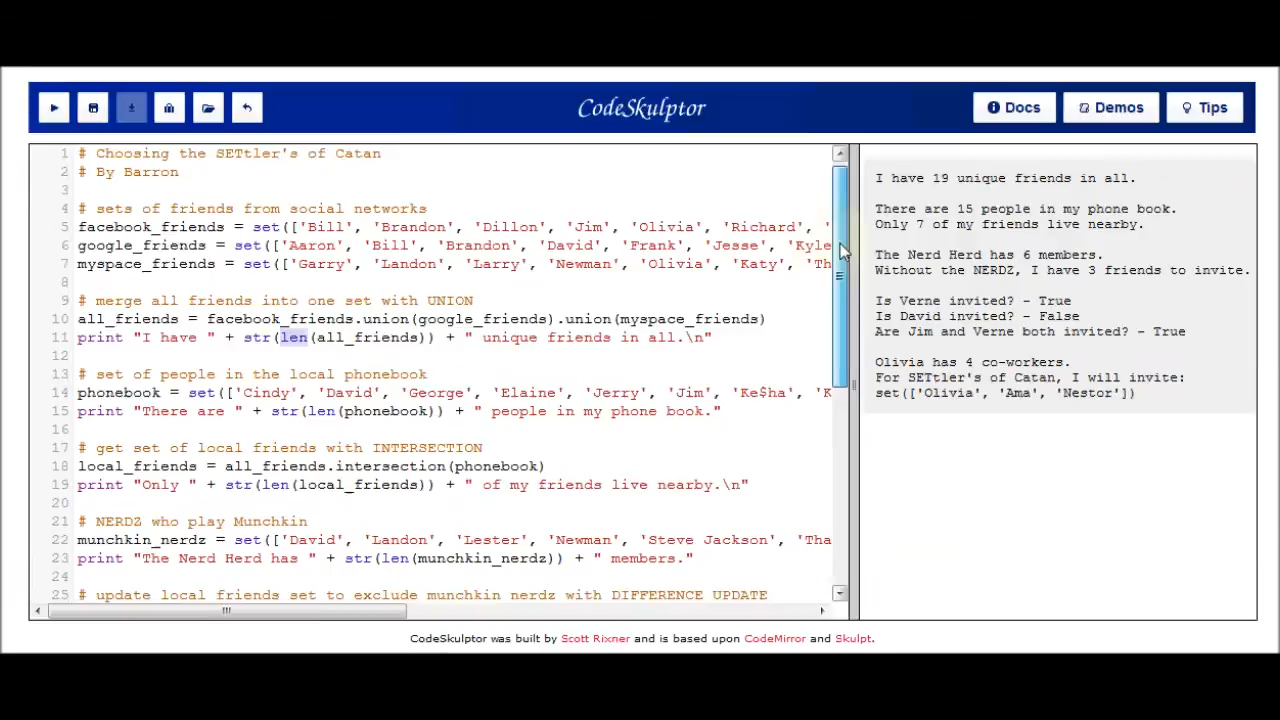 CodeSkulptor
Docs
Demos
Tips
1 # Choosing the SETtler's of Catan
2 # By Barron
3
4 # sets of friends from social networks
5 facebook_friends = set(['Bill', 'Brandon', 'Dillon', 'Jim', 'Olivia', 'Richard', '
6 google_friends = set(['Aaron', 'Bill', 'Brandon', 'David', 'Frank', 'Jesse', 'Kyle
7 myspace_friends = set(['Garry', 'Landon', 'Larry', 'Newman', 'Olivia', 'Katy', 'Th
8
9 # merge all friends into one set with UNION
10 all_friends = facebook_friends.union(google_friends).union(myspace_friends)
11 print "I have " + str(len(all_friends)) + " unique friends in all.\n"
12
13 # set of people in the local phonebook
14 phonebook = set(['Cindy', 'David', 'George', 'Elaine', 'Jerry', 'Jim', 'Ke$ha', 'K
15 print "There are " + str(len(phonebook)) + " people in my phone book."
16
17 # get set of local friends with INTERSECTION
18 local_friends = all_friends.intersection(phonebook)
19 print "Only " + str(len(local_friends)) + " of my friends live nearby.\n"
20
21 # NERDZ who play Munchkin
22 munchkin_nerdz = set(['David', 'Landon', 'Lester', 'Newman', 'Steve Jackson', 'Tha
23 print "The Nerd Herd has " + str(len(munchkin_nerdz)) + " members."
24
25 # update local friends set to exclude munchkin nerdz with DIFFERENCE UPDATE
I have 19 unique friends in all.
There are 15 people in my phone book.
Only 7 of my friends live nearby.
The Nerd Herd has 6 members.
Without the NERDZ, I have 3 friends to invite.
Is Verne invited? - True
Is David invited? - False
Are Jim and Verne both invited? - True
Olivia has 4 co-workers.
For SETtler's of Catan, I will invite:
set(['Olivia', 'Ama', 'Nestor'])
CodeSkulptor was built by Scott Rixner and is based upon CodeMirror and Skulpt.